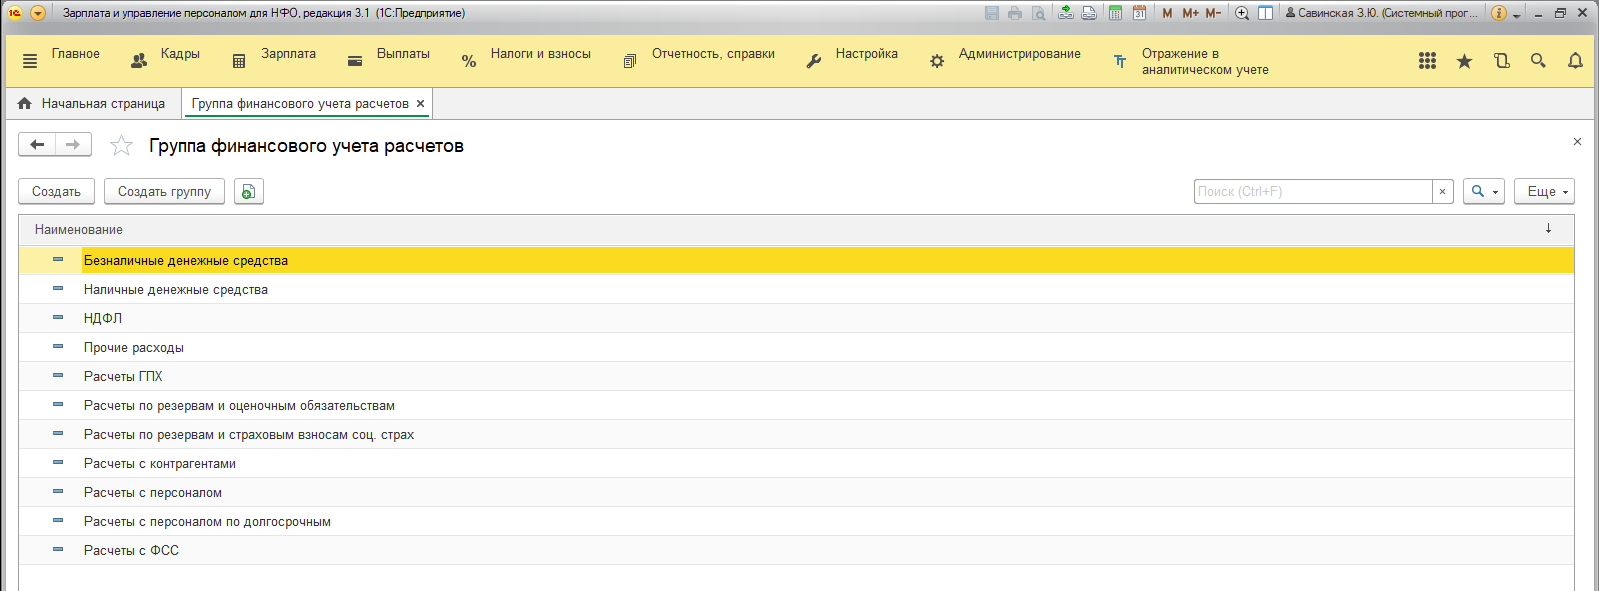 Зарплата и управление персоналом для НФО, редакция 3.1 (1С:Предприятие)
31 M M+ M- Савинская З.Ю. (Системный прог...
Главное Кадры Зарплата Выплаты % Налоги и взносы Отчетность, справки Настройка Администрирование Отражение в
аналитическом учете
Начальная страница Группа финансового учета расчетов ×
Группа финансового учета расчетов
Создать Создать группу Поиск (Ctrl+F) × Еще
Наименование
Безналичные денежные средства
Наличные денежные средства
НДФЛ
Прочие расходы
Расчеты ГПХ
Расчеты по резервам и оценочным обязательствам
Расчеты по резервам и страховым взносам соц. страх
Расчеты с контрагентами
Расчеты с персоналом
Расчеты с персоналом по долгосрочным
Расчеты с ФСС